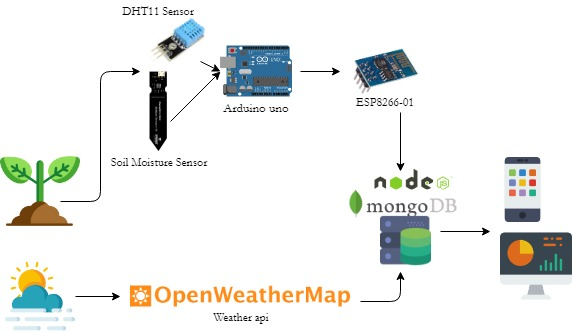 DHT11 Sensor
Arduino uno
ESP8266-01
Soil Moisture Sensor
node JS
mongoDB
OpenWeatherMap
Weather api